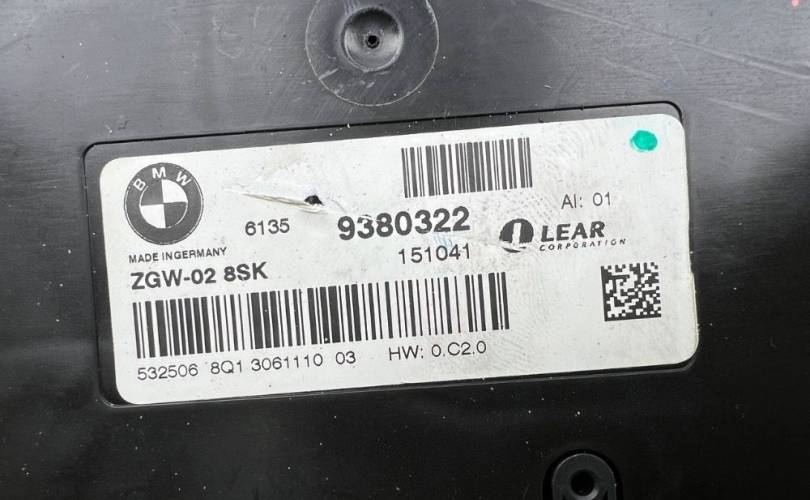 BMW
6135 9380322 AI: 01
MADE INGERMANY 151041 LEAR
CORPORATION
ZGW-02 8SK
532506 8Q1 3061110 03 HW: 0.C2.0